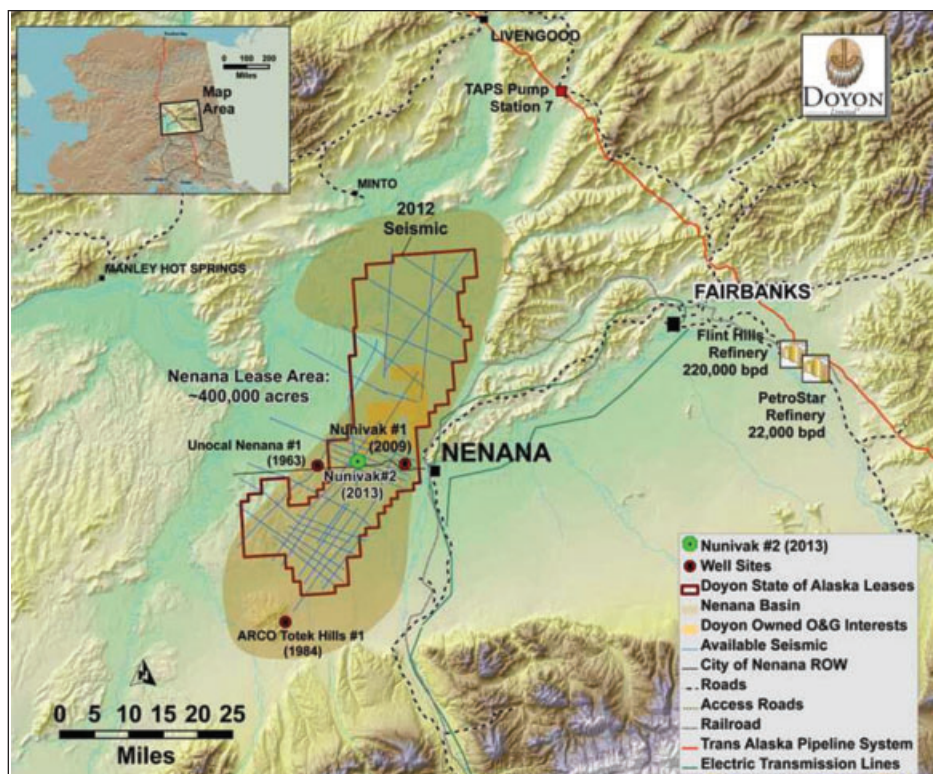 0 100 200
Miles
Map
Area
LIVENGOOD
TAPS Pump
Station 7
DOYON
Limited
MINTO
2012
Seismic
MANLEY HOT SPRINGS
FAIRBANKS
Flint Hills
Refinery
220,000 bpd
Nenana Lease Area:
~400,000 acres
PetroStar
Refinery
22,000 bpd
Nunivak #1
(2009)
Unocal Nenana #1
(1963)
NENANA
Nunivak#2
(2013)
ARCO Totek Hills #1
(1984)
N
0 5 10 15 20 25
Miles
Nunivak #2 (2013)
Well Sites
Doyon State of Alaska Leases
Nenana Basin
Doyon Owned O&G Interests
Available Seismic
City of Nenana ROW
Roads
Access Roads
Railroad
Trans Alaska Pipeline System
Electric Transmission Lines